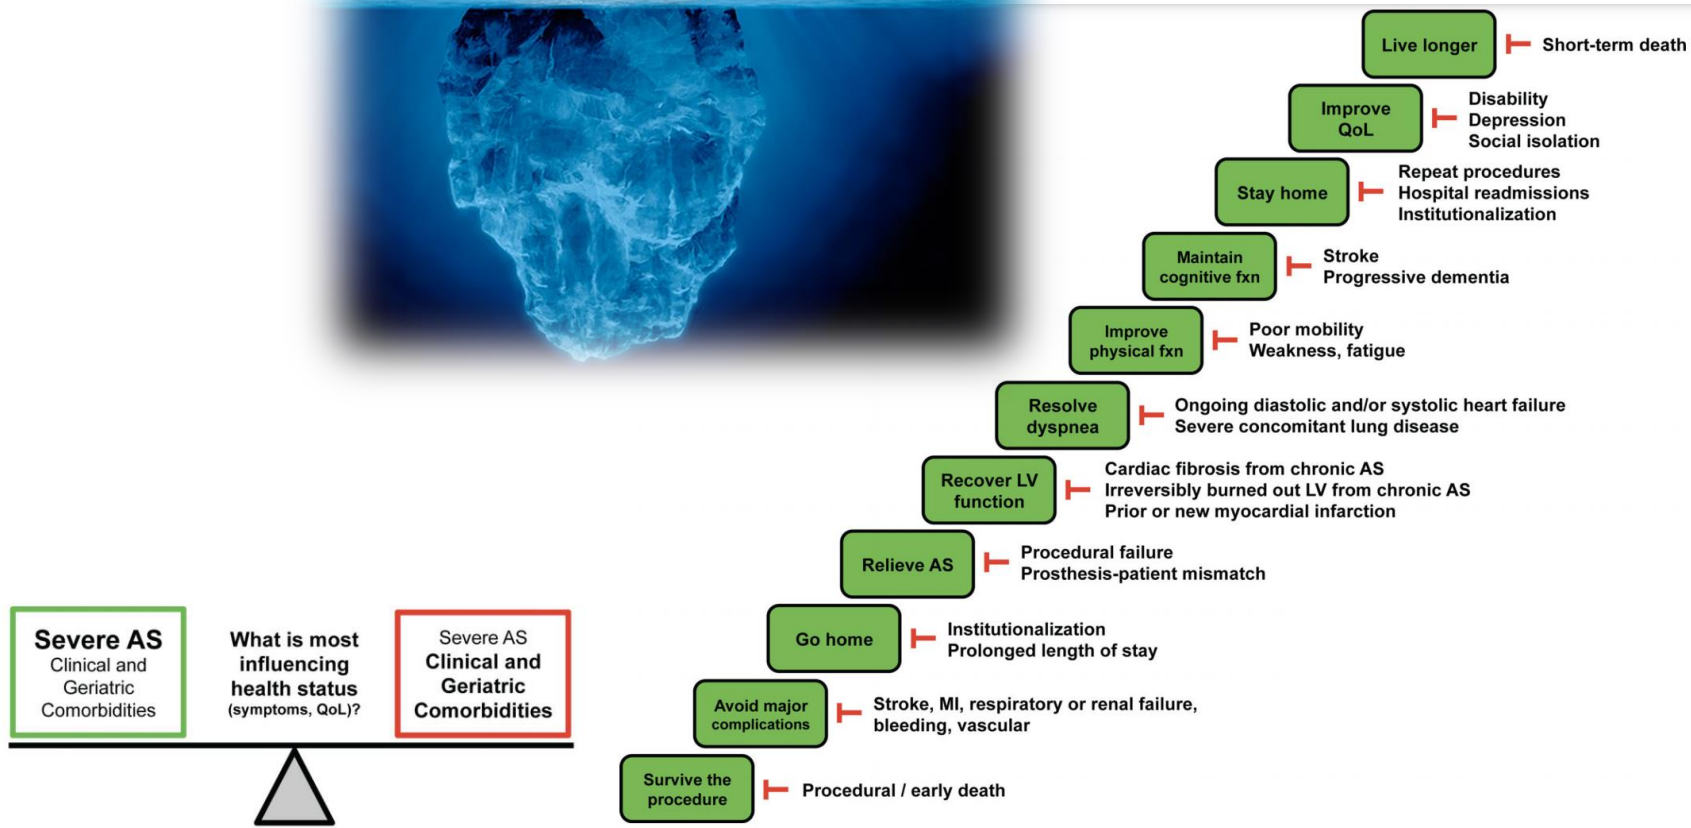 Live longer
Short-term death
Improve
QoL
Disability
Depression
Social isolation
Stay home
Repeat procedures
Hospital readmissions
Institutionalization
Maintain
cognitive fxn
Stroke
Progressive dementia
Improve
physical fxn
Poor mobility
Weakness, fatigue
Resolve
dyspnea
Ongoing diastolic and/or systolic heart failure
Severe concomitant lung disease
Recover LV
function
Cardiac fibrosis from chronic AS
Irreversibly burned out LV from chronic AS
Prior or new myocardial infarction
Relieve AS
Procedural failure
Prosthesis-patient mismatch
Go home
Institutionalization
Prolonged length of stay
Avoid major
complications
Stroke, MI, respiratory or renal failure,
bleeding, vascular
Survive the
procedure
Procedural / early death
Severe AS
Clinical and
Geriatric
Comorbidities
What is most
influencing
health status
(symptoms, QoL)?
Severe AS
Clinical and
Geriatric
Comorbidities